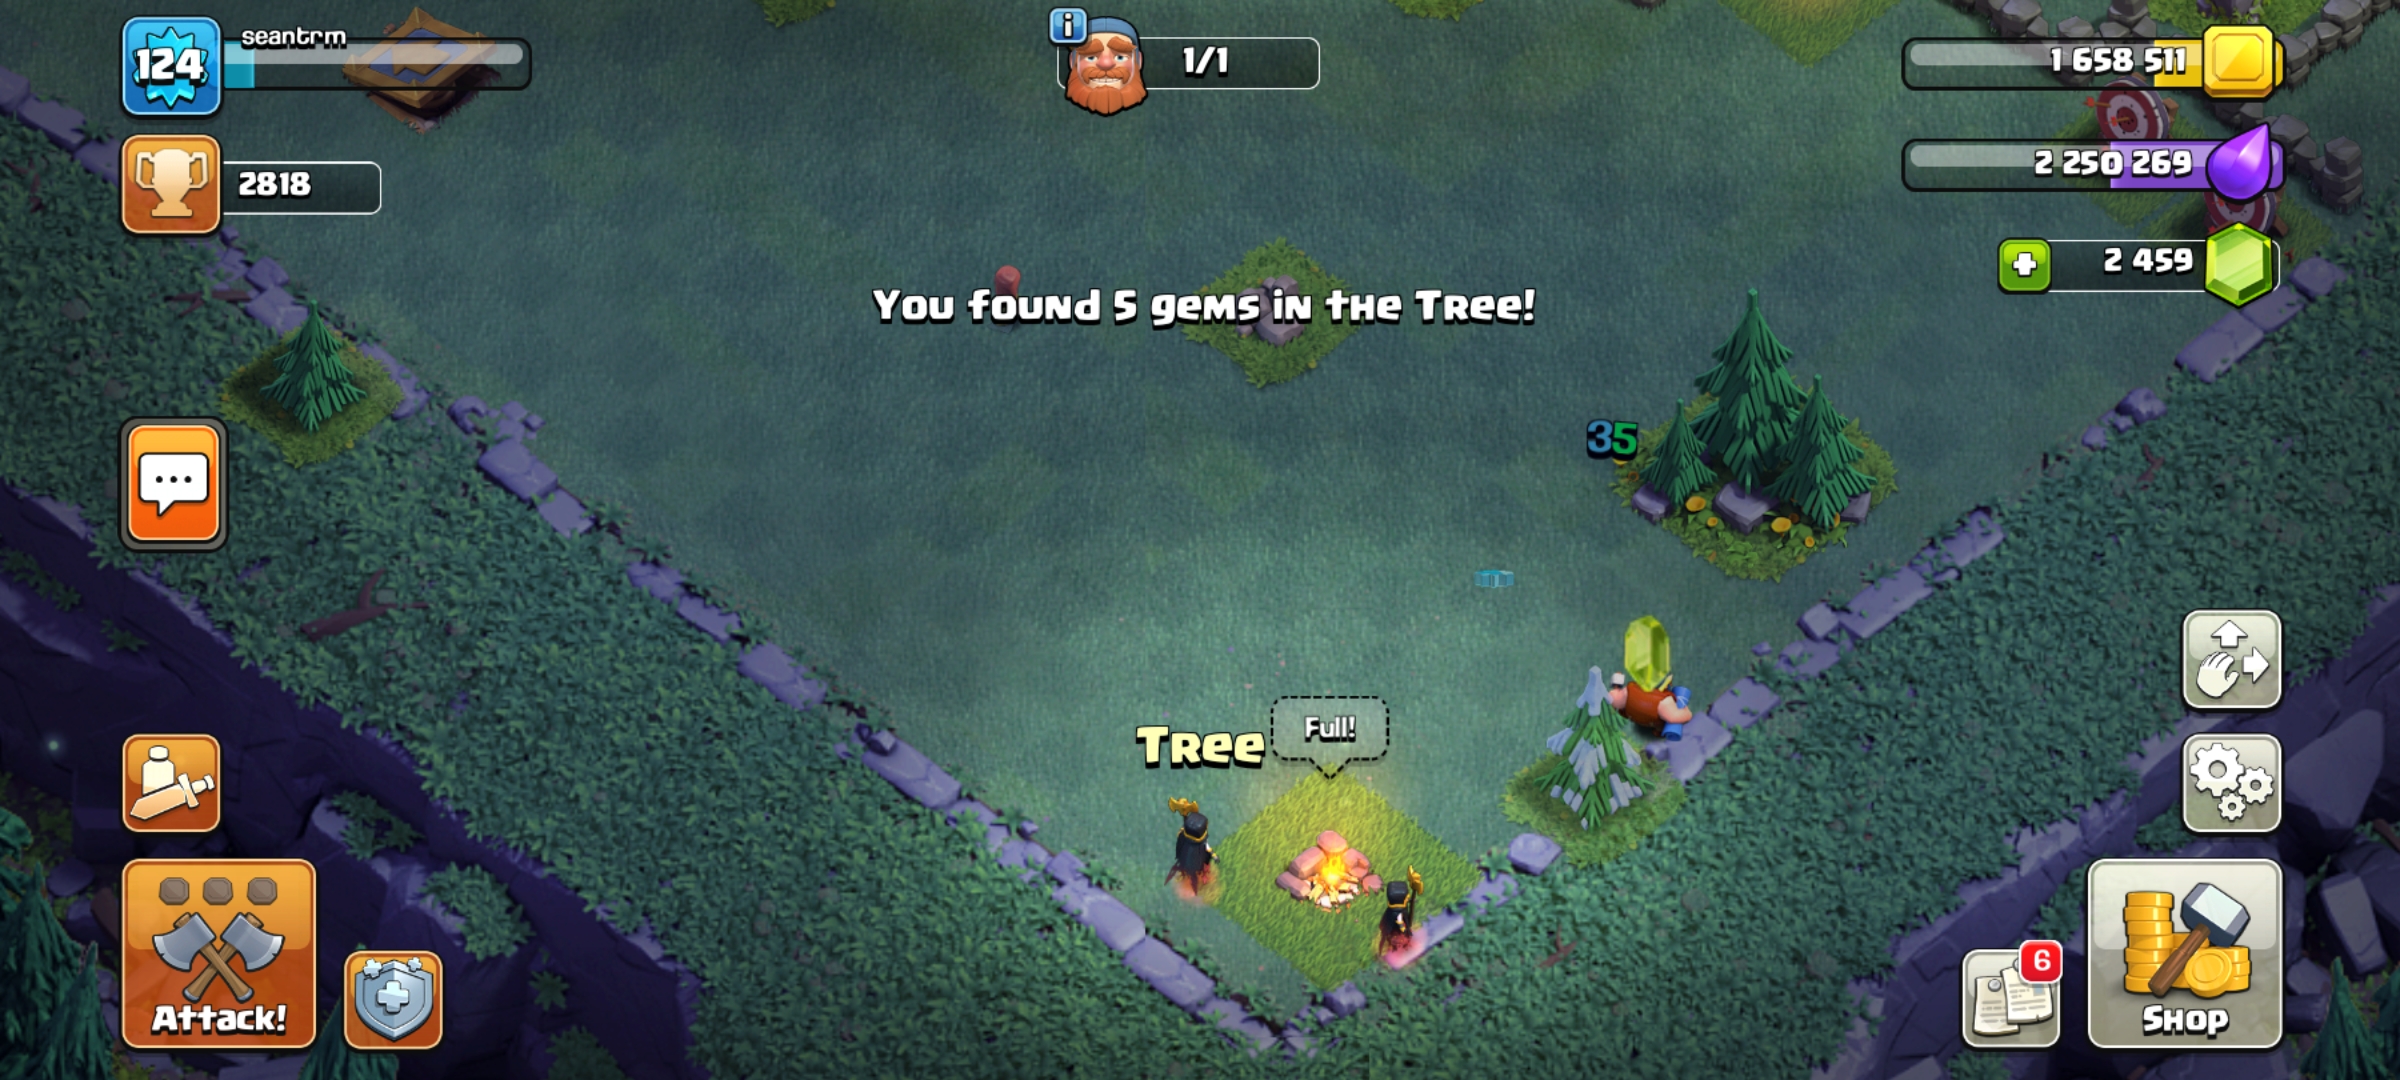 124
seantrm
i
1/1
1 658 511
2818
2 250 269
2 459
You found 5 gems in the Tree!
35
Tree
Full!
Attack!
6
Shop